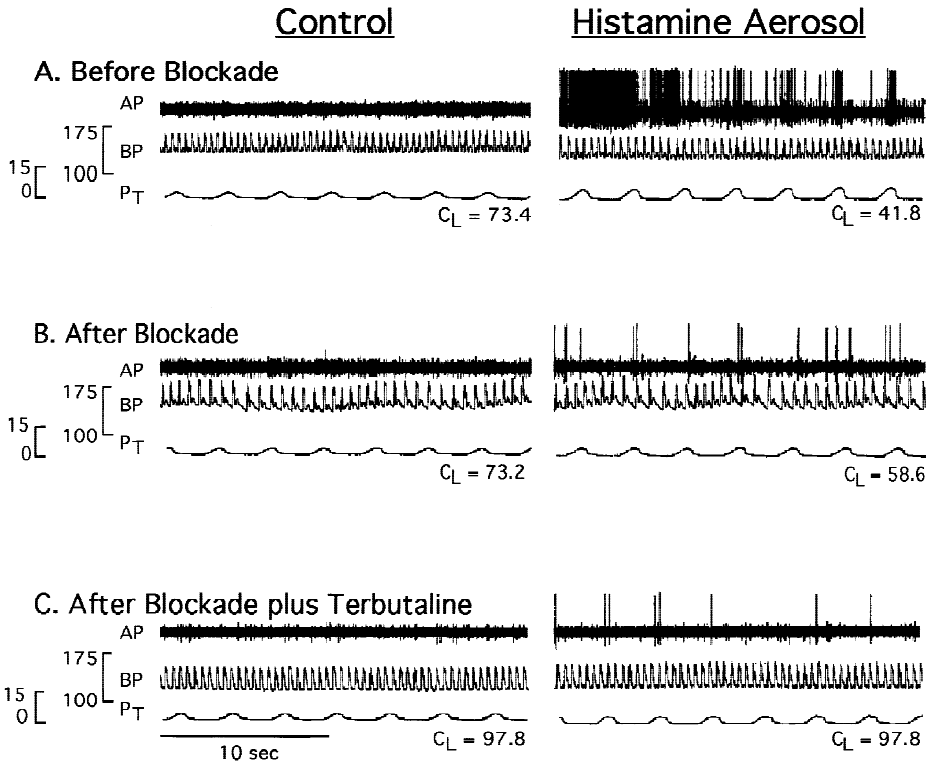 Control
Histamine Aerosol
A. Before Blockade
AP
175
BP
100
15
0
PT
CL = 73.4
CL = 41.8
B. After Blockade
AP
175
BP
100
15
0
PT
CL = 73.2
CL = 58.6
C. After Blockade plus Terbutaline
AP
175
BP
100
15
0
PT
10 sec
CL = 97.8
CL = 97.8